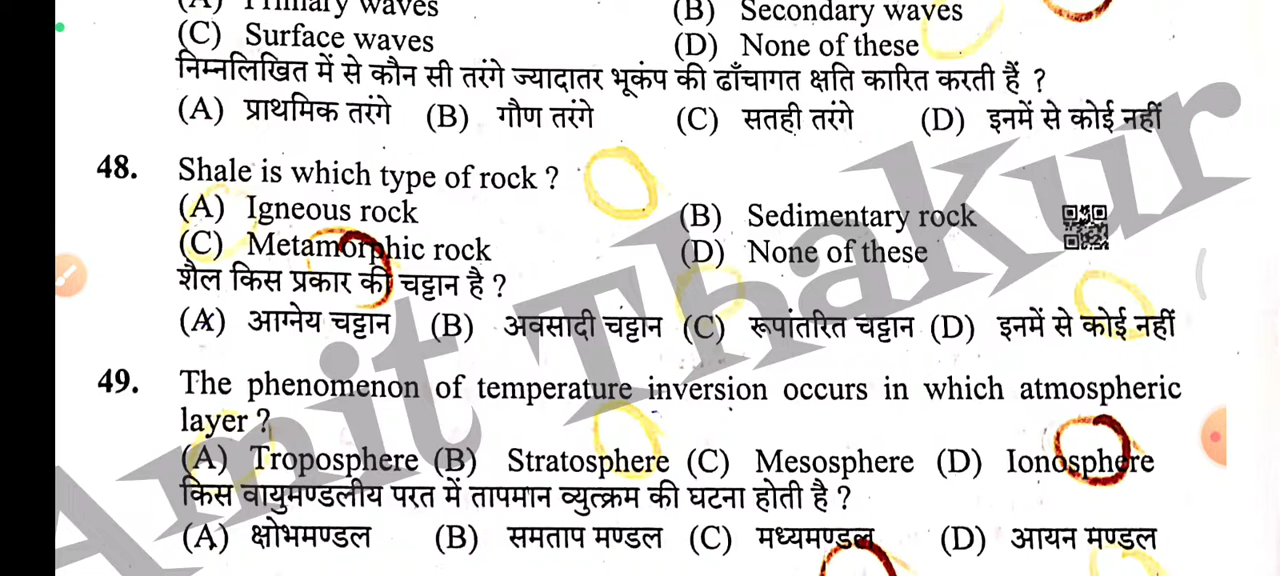 (A) Primary waves (B) Secondary waves
(C) Surface waves (D) None of these
निम्नलिखित में से कौन सी तरंगे ज्यादातर भूकंप की ढाँचागत क्षति कारित करती हैं ?
(A) प्राथमिक तरंगे (B) गौण तरंगे (C) सतही तरंगे (D) इनमें से कोई नहीं
48. Shale is which type of rock ?
(A) Igneous rock (B) Sedimentary rock
(C) Metamorphic rock (D) None of these
शैल किस प्रकार की चट्टान है ?
(A) आग्नेय चट्टान (B) अवसादी चट्टान (C) रूपांतरित चट्टान (D) इनमें से कोई नहीं
49. The phenomenon of temperature inversion occurs in which atmospheric
layer ?
(A) Troposphere (B) Stratosphere (C) Mesosphere (D) Ionosphere
किस वायुमण्डलीय परत में तापमान व्युत्क्रम की घटना होती है ?
(A) क्षोभमण्डल (B) समताप मण्डल (C) मध्यमण्डल (D) आयन मण्डल
Amit Thakur